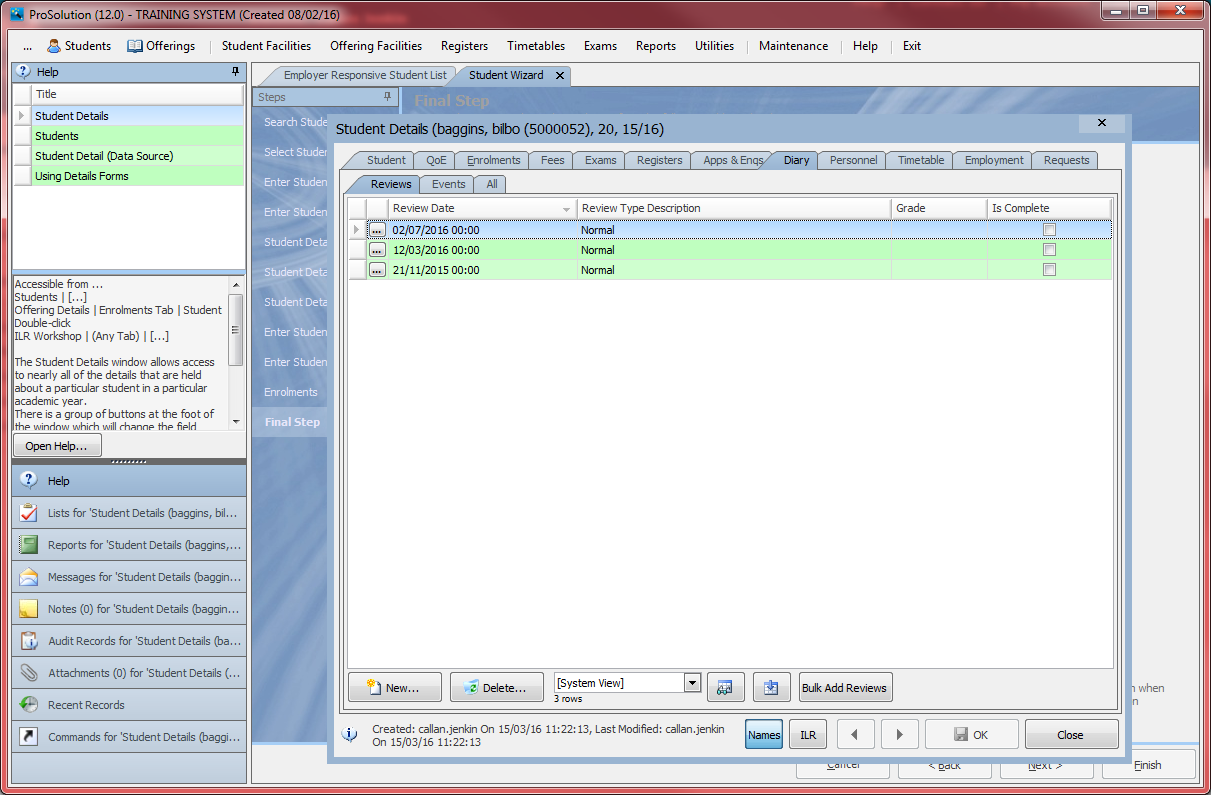 ProSolution (12.0) - TRAINING SYSTEM (Created 08/02/16)
... Students Offerings Student Facilities Offering Facilities Registers Timetables Exams Reports Utilities Maintenance Help Exit
Help
Title
Student Details
Students
Student Detail (Data Source)
Using Details Forms
Accessible from ...
Students | [...]
Offering Details | Enrolments Tab | Student
Double-click
ILR Workshop | (Any Tab) | [...]
The Student Details window allows access
to nearly all of the details that are held
about a particular student in a particular
academic year.
There is a group of buttons at the foot of
the window which will change the field
Open Help...
Help
Lists for 'Student Details (baggins, bil...
Reports for 'Student Details (baggins,...
Messages for 'Student Details (baggin...
Notes (0) for 'Student Details (baggin...
Audit Records for 'Student Details (ba...
Attachments (0) for 'Student Details (...
Recent Records
Commands for 'Student Details (baggi...
Employer Responsive Student List Student Wizard
Steps
Final Step
Search Stude
Select Studen
Enter Studen
Enter Studen
Student Deta
Student Deta
Student Deta
Enter Studen
Enter Studen
Enrolments
Final Step
Student Details (baggins, bilbo (5000052), 20, 15/16)
Student QoE Enrolments Fees Exams Registers Apps & Enqs Diary Personnel Timetable Employment Requests
Reviews Events All
Review Date Review Type Description Grade Is Complete
... 02/07/2016 00:00 Normal
... 12/03/2016 00:00 Normal
... 21/11/2015 00:00 Normal
New... Delete... [System View] Bulk Add Reviews
3 rows
Created: callan.jenkin On 15/03/16 11:22:13, Last Modified: callan.jenkin
On 15/03/16 11:22:13
Names ILR OK Close
n when
n
Cancel < Back Next > Finish